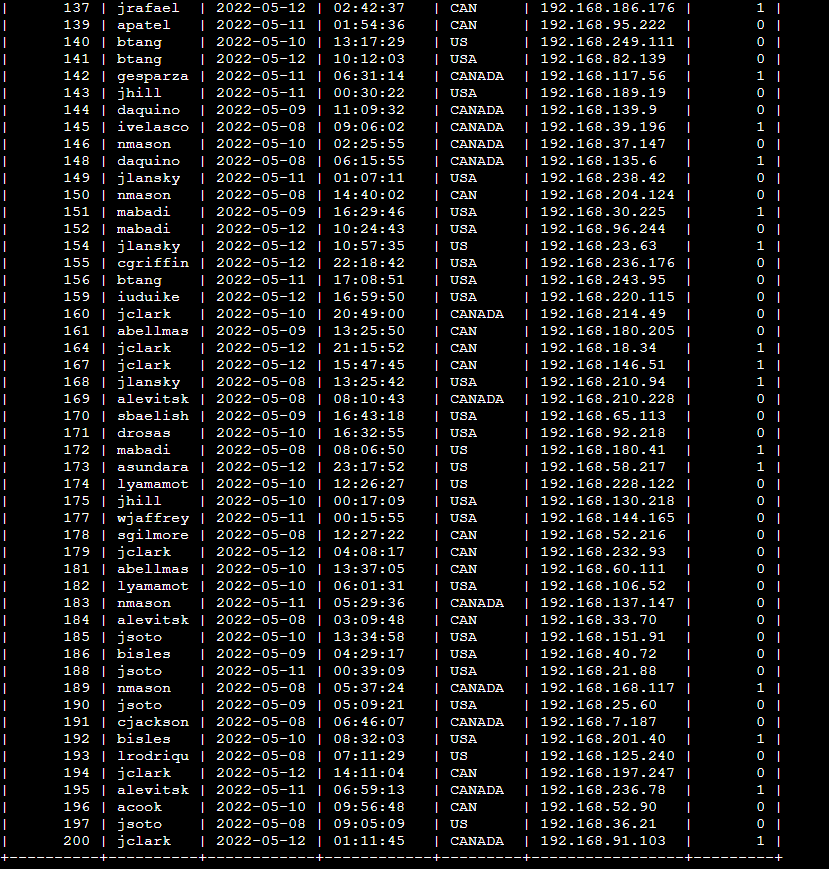 | 137 | jrafael | 2022-05-12 | 02:42:37 | CAN | 192.168.186.176 | 1 |
| 139 | apatel | 2022-05-11 | 01:54:36 | CAN | 192.168.95.222 | 0 |
| 140 | btang | 2022-05-10 | 13:17:29 | US | 192.168.249.111 | 0 |
| 141 | btang | 2022-05-12 | 10:12:03 | USA | 192.168.82.139 | 0 |
| 142 | gesparza | 2022-05-11 | 06:31:14 | CANADA | 192.168.117.56 | 1 |
| 143 | jhill | 2022-05-11 | 00:30:22 | USA | 192.168.189.19 | 0 |
| 144 | daquino | 2022-05-09 | 11:09:32 | CANADA | 192.168.139.9 | 0 |
| 145 | ivelasco | 2022-05-08 | 09:06:02 | CANADA | 192.168.39.196 | 1 |
| 146 | nmason | 2022-05-10 | 02:25:55 | CANADA | 192.168.37.147 | 0 |
| 148 | daquino | 2022-05-08 | 06:15:55 | CANADA | 192.168.135.6 | 1 |
| 149 | jlansky | 2022-05-11 | 01:07:11 | USA | 192.168.238.42 | 0 |
| 150 | nmason | 2022-05-08 | 14:40:02 | CAN | 192.168.204.124 | 0 |
| 151 | mabadi | 2022-05-09 | 16:29:46 | USA | 192.168.30.225 | 1 |
| 152 | mabadi | 2022-05-12 | 10:24:43 | USA | 192.168.96.244 | 0 |
| 154 | jlansky | 2022-05-12 | 10:57:35 | US | 192.168.23.63 | 1 |
| 155 | cgriffin | 2022-05-12 | 22:18:42 | USA | 192.168.236.176 | 0 |
| 156 | btang | 2022-05-11 | 17:08:51 | USA | 192.168.243.95 | 0 |
| 159 | iuduike | 2022-05-12 | 16:59:50 | USA | 192.168.220.115 | 0 |
| 160 | jclark | 2022-05-10 | 20:49:00 | CANADA | 192.168.214.49 | 0 |
| 161 | abellmas | 2022-05-09 | 13:25:50 | CAN | 192.168.180.205 | 0 |
| 164 | jclark | 2022-05-12 | 21:15:52 | CAN | 192.168.18.34 | 1 |
| 167 | jclark | 2022-05-12 | 15:47:45 | CAN | 192.168.146.51 | 1 |
| 168 | jlansky | 2022-05-08 | 13:25:42 | USA | 192.168.210.94 | 1 |
| 169 | alevitsk | 2022-05-08 | 08:10:43 | CANADA | 192.168.210.228 | 0 |
| 170 | sbaelish | 2022-05-09 | 16:43:18 | USA | 192.168.65.113 | 0 |
| 171 | drosas | 2022-05-10 | 16:32:55 | USA | 192.168.92.218 | 0 |
| 172 | mabadi | 2022-05-08 | 08:06:50 | US | 192.168.180.41 | 1 |
| 173 | asundara | 2022-05-12 | 23:17:52 | US | 192.168.58.217 | 1 |
| 174 | lyamamot | 2022-05-10 | 12:26:27 | US | 192.168.228.122 | 0 |
| 175 | jhill | 2022-05-10 | 00:17:09 | USA | 192.168.130.218 | 0 |
| 177 | wjaffrey | 2022-05-11 | 00:15:55 | USA | 192.168.144.165 | 0 |
| 178 | sgilmore | 2022-05-08 | 12:27:22 | CAN | 192.168.52.216 | 0 |
| 179 | jclark | 2022-05-12 | 04:08:17 | CAN | 192.168.232.93 | 0 |
| 181 | abellmas | 2022-05-10 | 13:37:05 | CAN | 192.168.60.111 | 0 |
| 182 | lyamamot | 2022-05-10 | 06:01:31 | USA | 192.168.106.52 | 0 |
| 183 | nmason | 2022-05-11 | 05:29:36 | CANADA | 192.168.137.147 | 0 |
| 184 | alevitsk | 2022-05-08 | 03:09:48 | CAN | 192.168.33.70 | 0 |
| 185 | jsoto | 2022-05-10 | 13:34:58 | USA | 192.168.151.91 | 0 |
| 186 | bisles | 2022-05-09 | 04:29:17 | USA | 192.168.40.72 | 0 |
| 188 | jsoto | 2022-05-11 | 00:39:09 | USA | 192.168.21.88 | 0 |
| 189 | nmason | 2022-05-08 | 05:37:24 | CANADA | 192.168.168.117 | 1 |
| 190 | jsoto | 2022-05-09 | 05:09:21 | USA | 192.168.25.60 | 0 |
| 191 | cjackson | 2022-05-08 | 06:46:07 | CANADA | 192.168.7.187 | 0 |
| 192 | bisles | 2022-05-10 | 08:32:03 | USA | 192.168.201.40 | 1 |
| 193 | lrodriqu | 2022-05-08 | 07:11:29 | US | 192.168.125.240 | 0 |
| 194 | jclark | 2022-05-12 | 14:11:04 | CAN | 192.168.197.247 | 0 |
| 195 | alevitsk | 2022-05-11 | 06:59:13 | CANADA | 192.168.236.78 | 1 |
| 196 | acook | 2022-05-10 | 09:56:48 | CAN | 192.168.52.90 | 0 |
| 197 | jsoto | 2022-05-08 | 09:05:09 | US | 192.168.36.21 | 0 |
| 200 | jclark | 2022-05-12 | 01:11:45 | CANADA | 192.168.91.103 | 1 |
+----------+----------+------------+------------+---------+-----------------+---------+